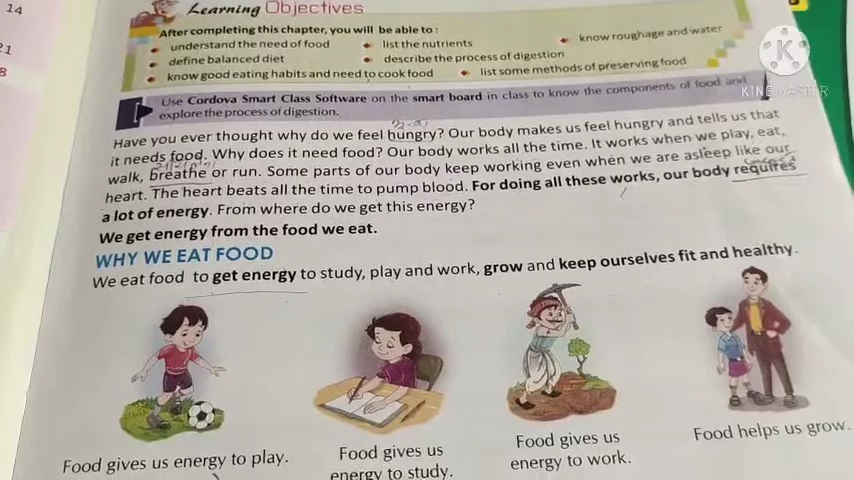 14
21
8
Learning Objectives
After completing this chapter, you will be able to :
understand the need of food
list the nutrients
know roughage and water
define balanced diet
describe the process of digestion
know good eating habits and need to cook food
list some methods of preserving food
KINEMASTER
Use Cordova Smart Class Software on the smart board in class to know the components of food and
explore the process of digestion.
Have you ever thought why do we feel hungry? Our body makes us feel hungry and tells us that
it needs food. Why does it need food? Our body works all the time. It works when we play, eat,
walk, breathe or run. Some parts of our body keep working even when we are asleep like our
heart. The heart beats all the time to pump blood. For doing all these works, our body requires
a lot of energy. From where do we get this energy?
We get energy from the food we eat.
WHY WE EAT FOOD
We eat food to get energy to study, play and work, grow and keep ourselves fit and healthy.
Food gives us energy to play.
Food gives us
energy to study.
Food gives us
energy to work.
Food helps us grow.